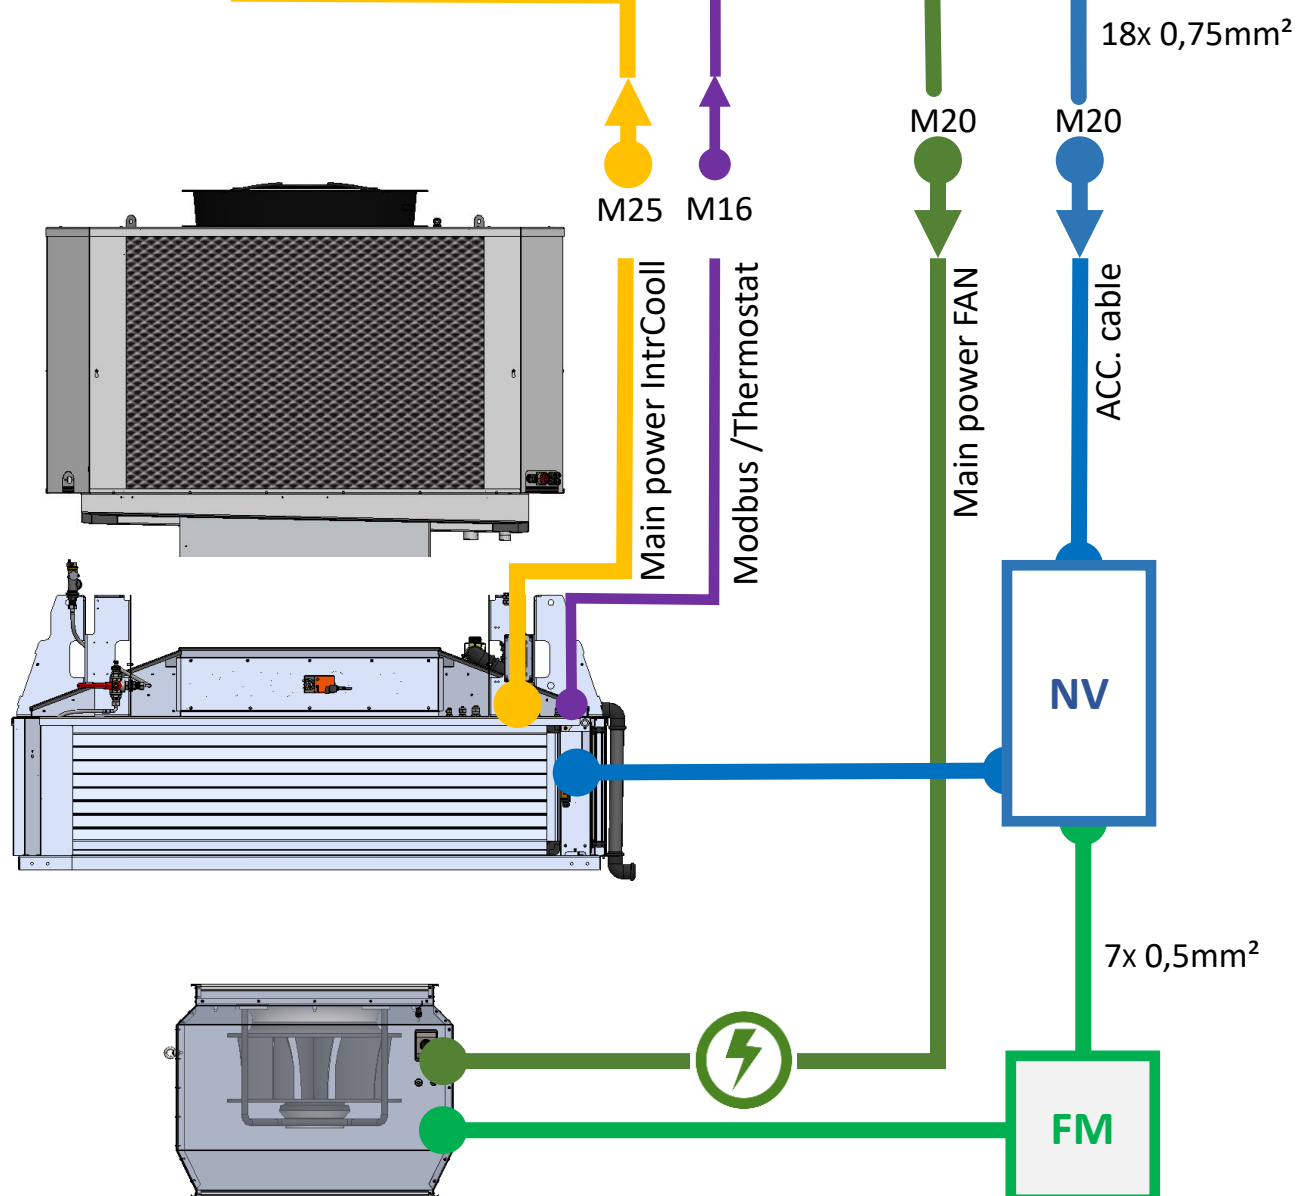 18x 0,75mm²
M20
M20
M25
M16
Main power IntrCooll
Modbus /Thermostat
Main power FAN
ACC. cable
NV
7x 0,5mm²
FM